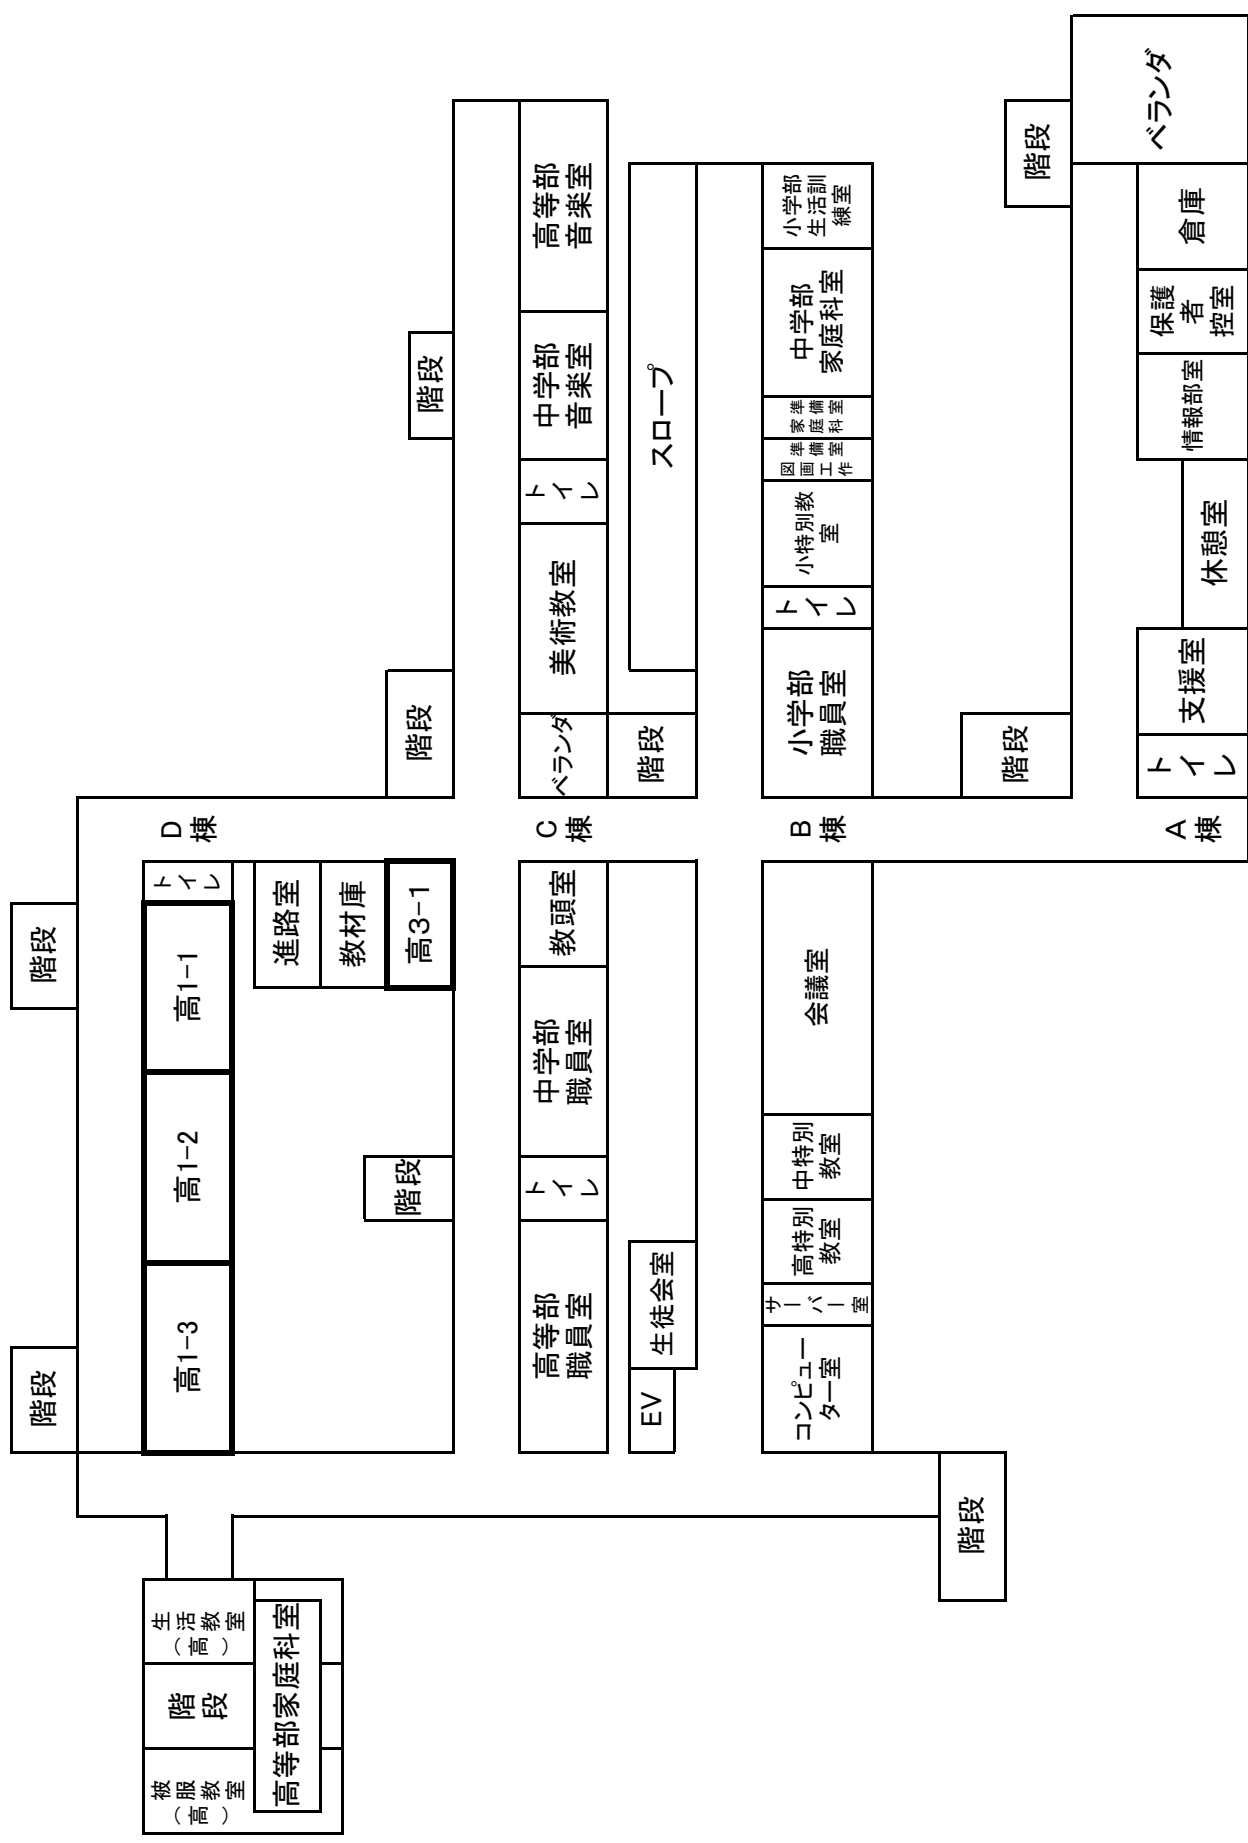 階段
階段
被服教室
（高）
階
段
生活教室
（高）
高1-3
高1-2
高1-1
トイレ
D
棟
高等部家庭科室
進路室
教材庫
高3-1
階段
階段
階段
高等部
職員室
トイレ
中学部
職員室
教頭室
C
棟
ベランダ
美術教室
トイレ
中学部
音楽室
高等部
音楽室
EV
生徒会室
階段
スロープ
コンピュー
ター室
サーバー室
高特別
教室
中特別
教室
会議室
B
棟
小学部
職員室
トイレ
小特別教
室
図画工作
準備室
家庭科
準備室
中学部
家庭科室
小学部
生活訓
練室
階段
階段
階段
A
棟
トイレ
支援室
休憩室
情報部室
保護
者
控室
倉庫
ベランダ